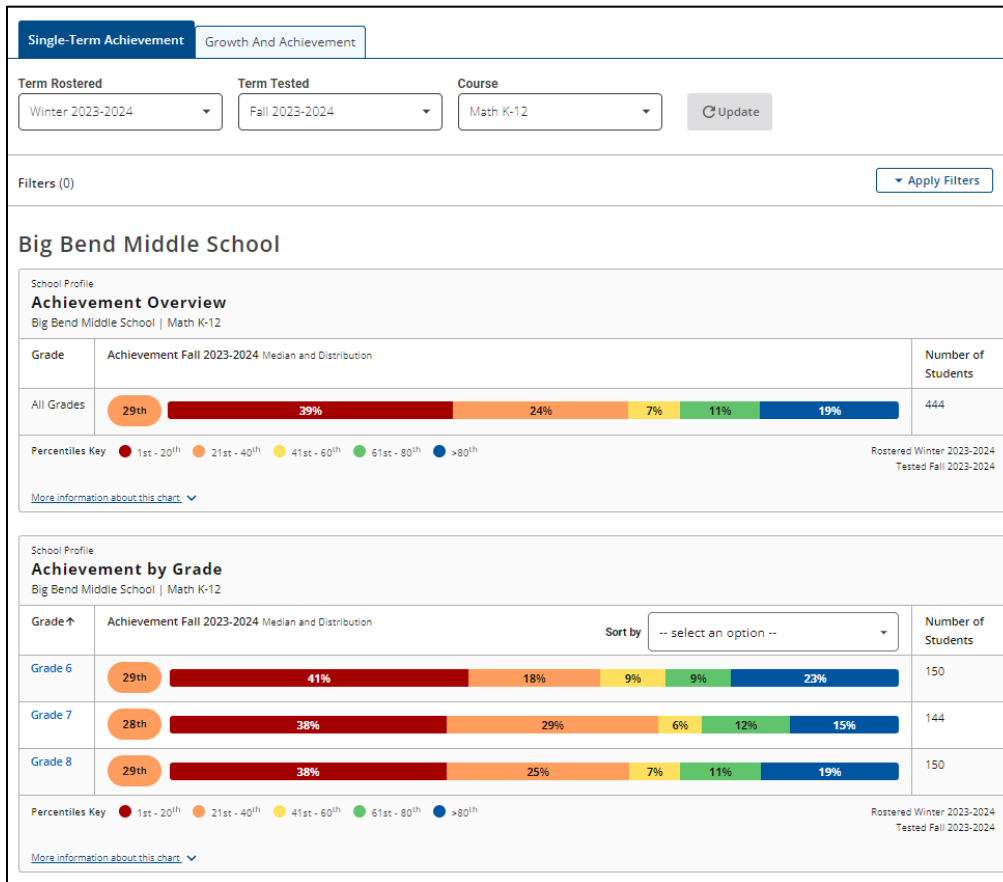 Single-Term Achievement Growth And Achievement
Term Rostered Term Tested Course
Winter 2023-2024 Fall 2023-2024 Math K-12 Update
Filters (0) Apply Filters
Big Bend Middle School
School Profile
Achievement Overview
Big Bend Middle School | Math K-12
Grade Achievement Fall 2023-2024 Median and Distribution Number of
Students
All Grades 29th 39% 24% 7% 11% 19% 444
Percentiles Key 1st - 20th 21st - 40th 41st - 60th 61st - 80th >80th Rostered Winter 2023-2024
Tested Fall 2023-2024
More information about this chart
School Profile
Achievement by Grade
Big Bend Middle School | Math K-12
Grade↑ Achievement Fall 2023-2024 Median and Distribution Sort by -- select an option -- Number of
Students
Grade 6 29th 41% 18% 9% 9% 23% 150
Grade 7 28th 38% 29% 6% 12% 15% 144
Grade 8 29th 38% 25% 7% 11% 19% 150
Percentiles Key 1st - 20th 21st - 40th 41st - 60th 61st - 80th >80th Rostered Winter 2023-2024
Tested Fall 2023-2024
More information about this chart